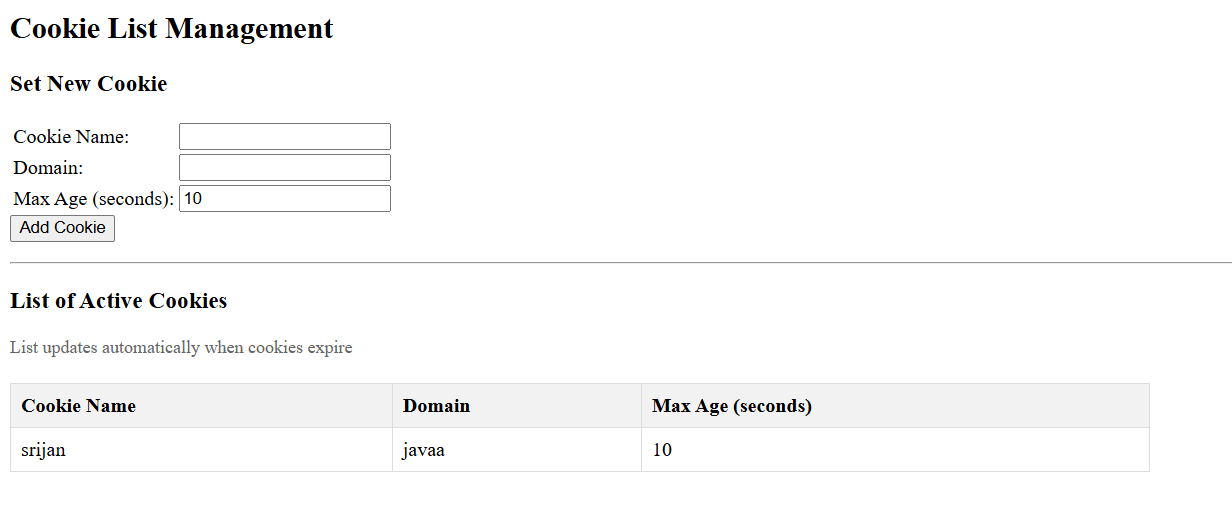 Cookie List Management
Set New Cookie
Cookie Name:
Domain:
Max Age (seconds): 10
Add Cookie
List of Active Cookies
List updates automatically when cookies expire
Cookie Name Domain Max Age (seconds)
srijan javaa 10